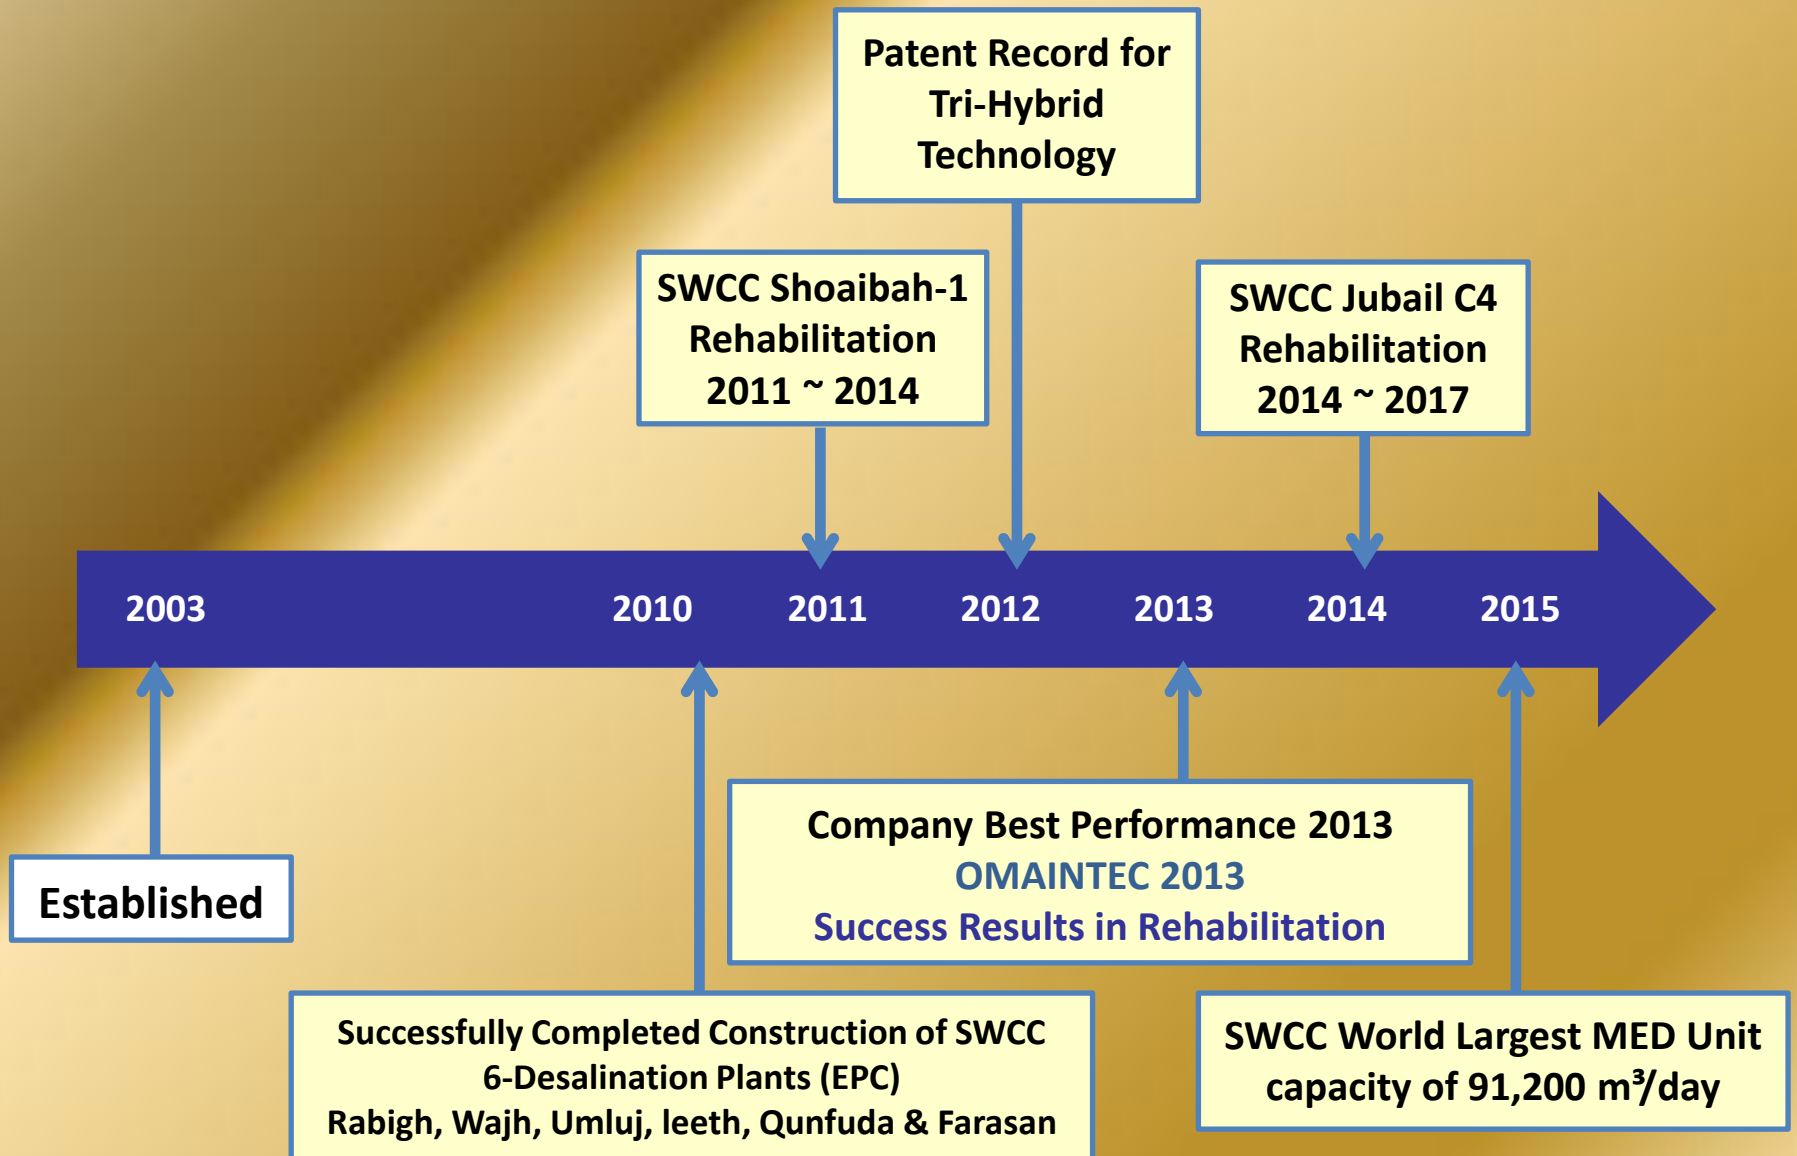 Patent Record for
Tri-Hybrid
Technology
SWCC Shoaibah-1
Rehabilitation
2011 ~ 2014
SWCC Jubail C4
Rehabilitation
2014 ~ 2017
2003
2010
2011
2012
2013
2014
2015
Established
Company Best Performance 2013
OMAINTEC 2013
Success Results in Rehabilitation
Successfully Completed Construction of SWCC
6-Desalination Plants (EPC)
Rabigh, Wajh, Umluj, leeth, Qunfuda & Farasan
SWCC World Largest MED Unit
capacity of 91,200 m³/day